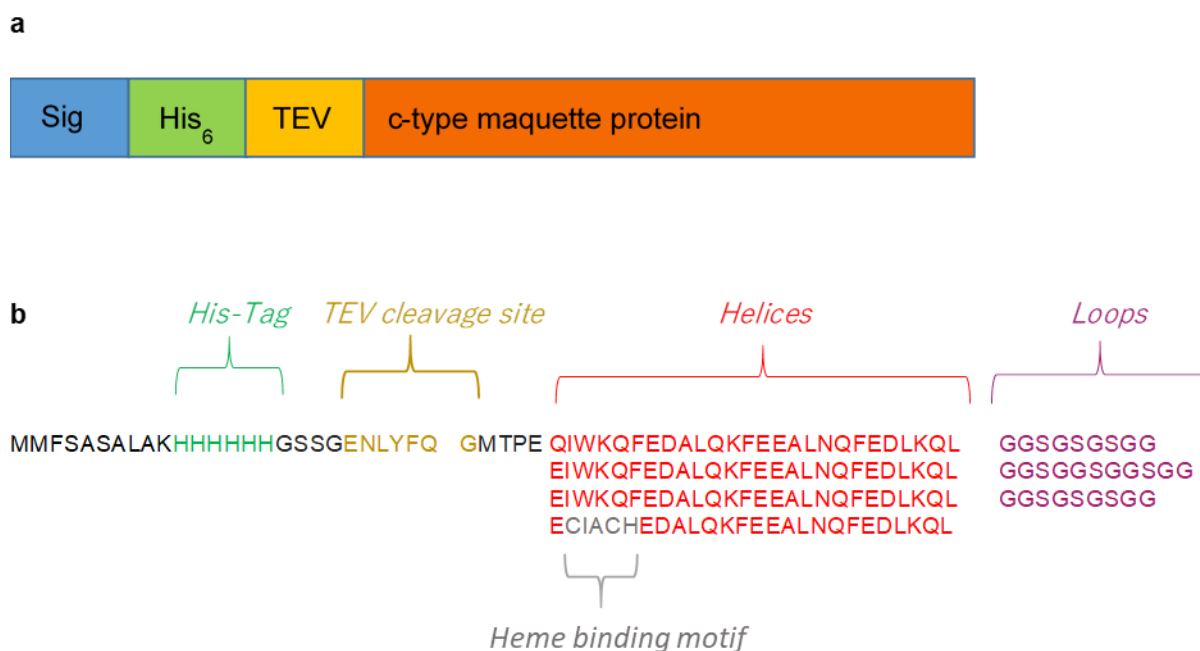 a
Sig His6 TEV c-type maquette protein
b His-Tag TEV cleavage site Helices Loops
MMFSASALAKHHHHHHGSSGENLYFQ GMTPE QIWKQFEDALQKFEEALNQFEDLKQL GGSGSGSGG
EIWKQFEDALQKFEEALNQFEDLKQL GGSGGSGGSGG
EIWKQFEDALQKFEEALNQFEDLKQL GGSGSGSGG
ECIACHEDALQKFEEALNQFEDLKQL
Heme binding motif